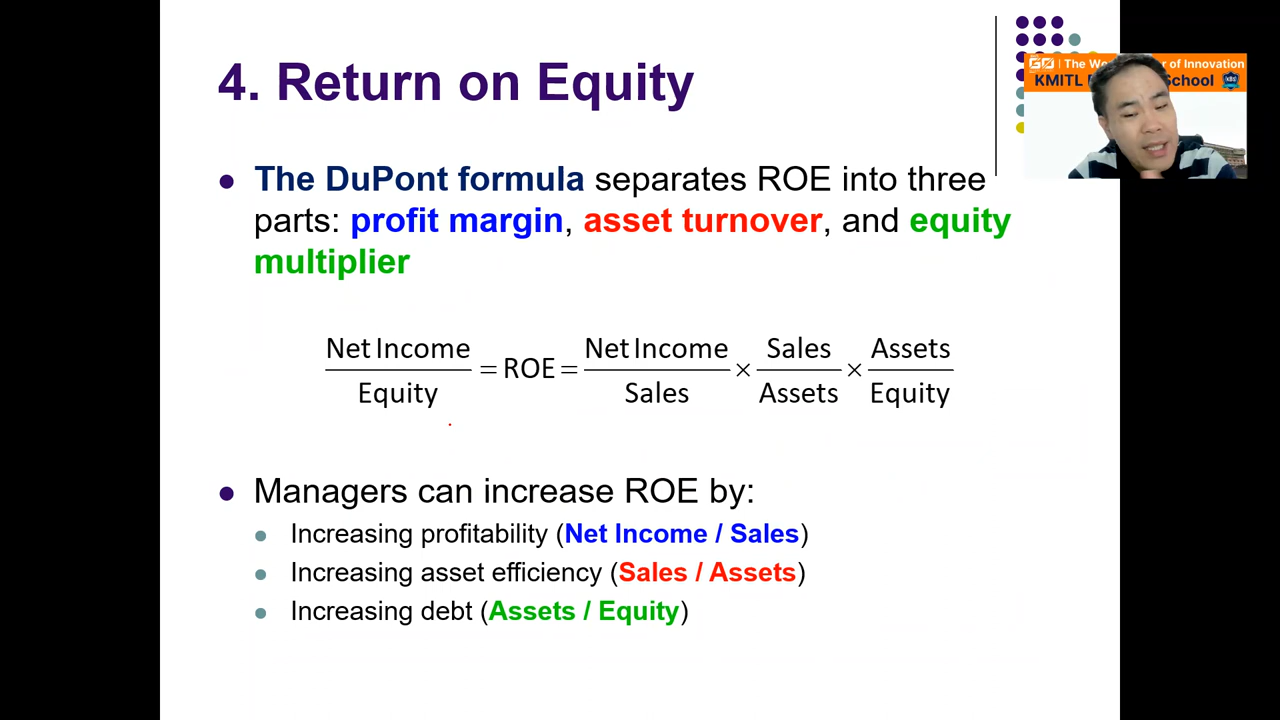 4. Return on Equity
The World of Innovation
KMITL School
● The DuPont formula separates ROE into three
parts: profit margin, asset turnover, and equity
multiplier
Net Income / Equity = ROE = Net Income / Sales × Sales / Assets × Assets / Equity
● Managers can increase ROE by:
● Increasing profitability (Net Income / Sales)
● Increasing asset efficiency (Sales / Assets)
● Increasing debt (Assets / Equity)